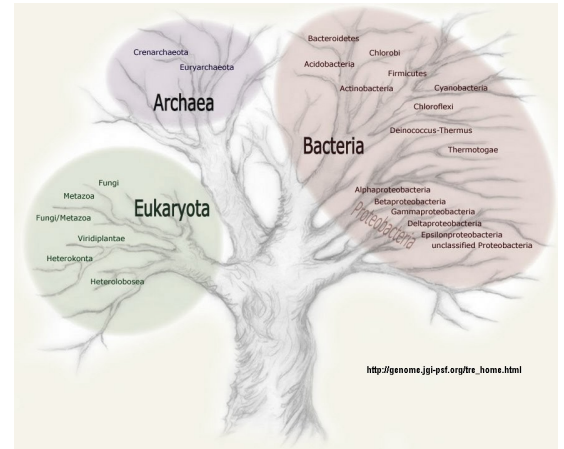 Crenarchaeota
Euryarchaeota
Archaea
Bacteroidetes
Chlorobi
Acidobacteria
Firmicutes
Actinobacteria
Cyanobacteria
Chloroflexi
Deinococcus-Thermus
Bacteria
Thermotogae
Alphaproteobacteria
Betaproteobacteria
Gammaproteobacteria
Deltaproteobacteria
Epsilonproteobacteria
unclassified Proteobacteria
Proteobacteria
Fungi
Metazoa
Eukaryota
Fungi/Metazoa
Viridiplantae
Heterokonta
Heterolobosea
http://genome.jgi-psf.org/tre_home.html